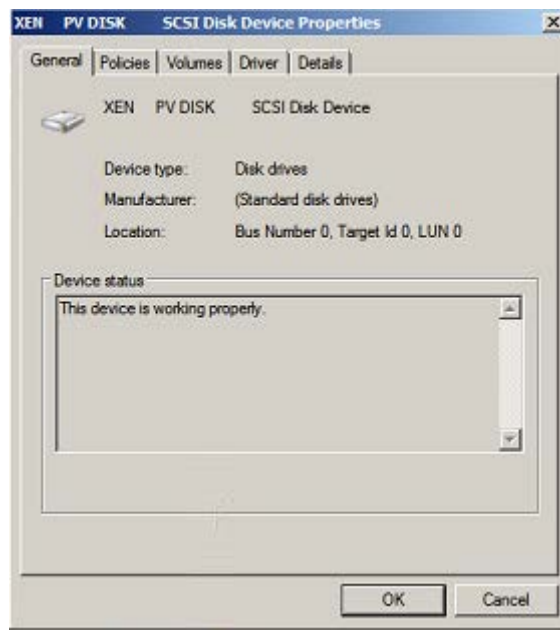 XEN PV DISK SCSI Disk Device Properties
General Policies Volumes Driver Details
XEN PV DISK SCSI Disk Device
Device type: Disk drives
Manufacturer: (Standard disk drives)
Location: Bus Number 0, Target Id 0, LUN 0
Device status
This device is working properly.
OK Cancel